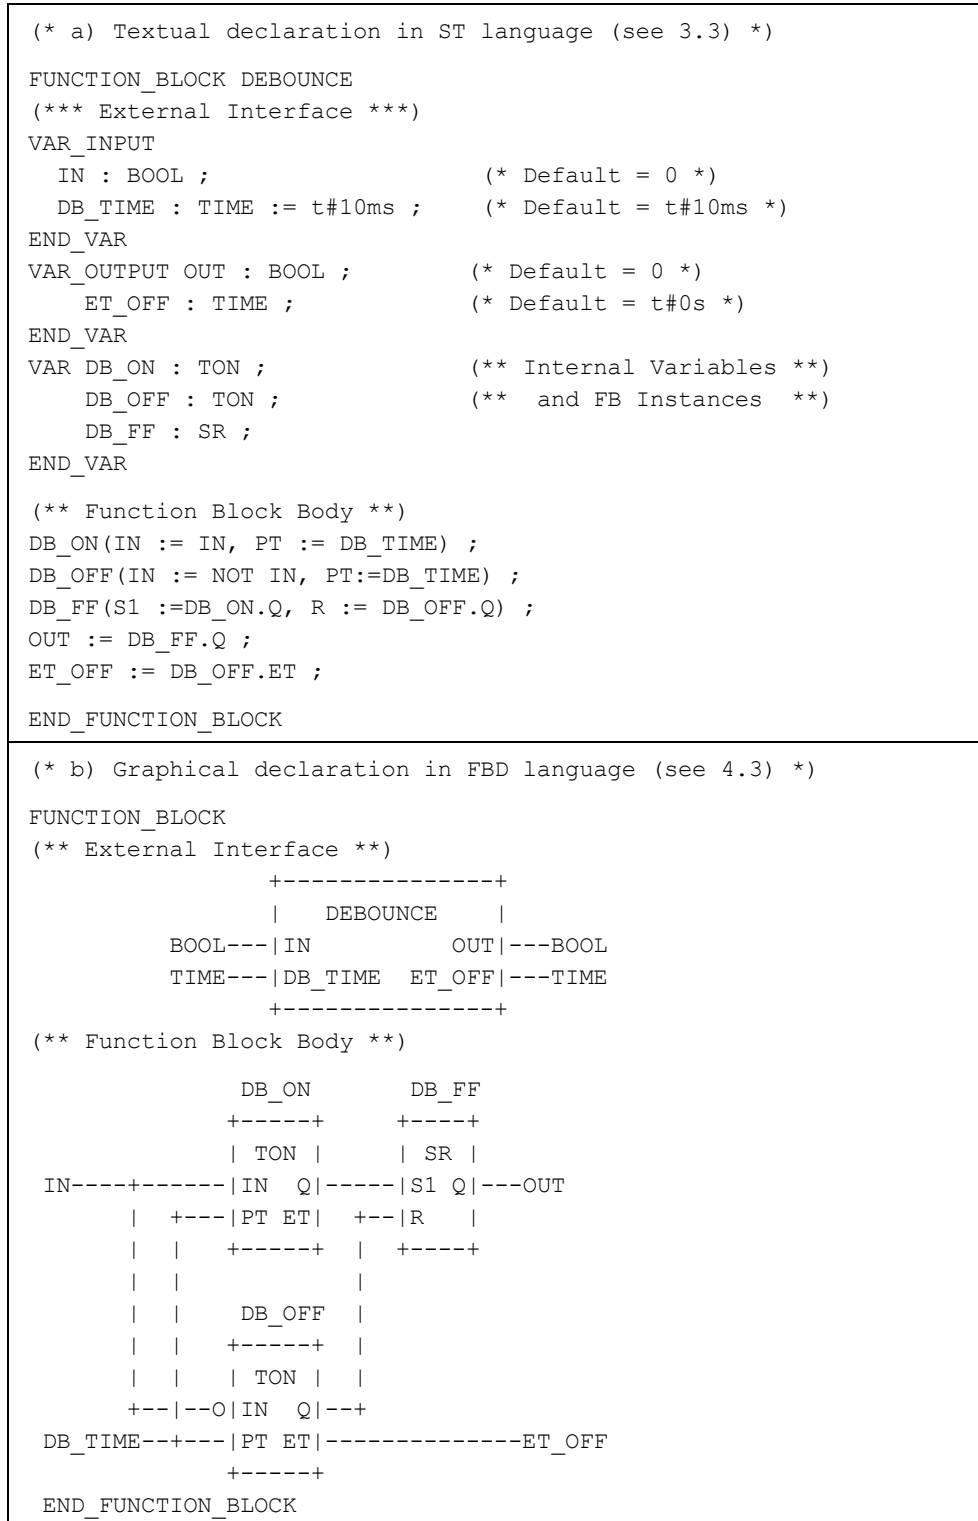 (* a) Textual declaration in ST language (see 3.3) *)
FUNCTION_BLOCK DEBOUNCE
(*** External Interface ***)
VAR_INPUT
  IN : BOOL ;                   (* Default = 0 *)
  DB_TIME : TIME := t#10ms ;    (* Default = t#10ms *)
END_VAR
VAR_OUTPUT OUT : BOOL ;        (* Default = 0 *)
    ET_OFF : TIME ;            (* Default = t#0s *)
END_VAR
VAR DB_ON : TON ;              (** Internal Variables **)
    DB_OFF : TON ;             (**  and FB Instances  **)
    DB_FF : SR ;
END_VAR
(** Function Block Body **)
DB_ON(IN := IN, PT := DB_TIME) ;
DB_OFF(IN := NOT IN, PT:=DB_TIME) ;
DB_FF(S1 :=DB_ON.Q, R := DB_OFF.Q) ;
OUT := DB_FF.Q ;
ET_OFF := DB_OFF.ET ;
END_FUNCTION_BLOCK
(* b) Graphical declaration in FBD language (see 4.3) *)
FUNCTION_BLOCK
(** External Interface **)
                 +---------------+
                 |   DEBOUNCE    |
          BOOL---|IN          OUT|---BOOL
          TIME---|DB_TIME  ET_OFF|---TIME
                 +---------------+
(** Function Block Body **)
               DB_ON       DB_FF
              +-----+     +----+
              | TON |     | SR |
 IN----+------|IN  Q|-----|S1 Q|---OUT
       |  +---|PT ET|  +--|R   |
       |  |   +-----+  |  +----+
       |  |            |
       |  |    DB_OFF  |
       |  |   +-----+  |
       |  |   | TON |  |
       +--|--O|IN  Q|--+
 DB_TIME--+---|PT ET|--------------ET_OFF
              +-----+
 END_FUNCTION_BLOCK